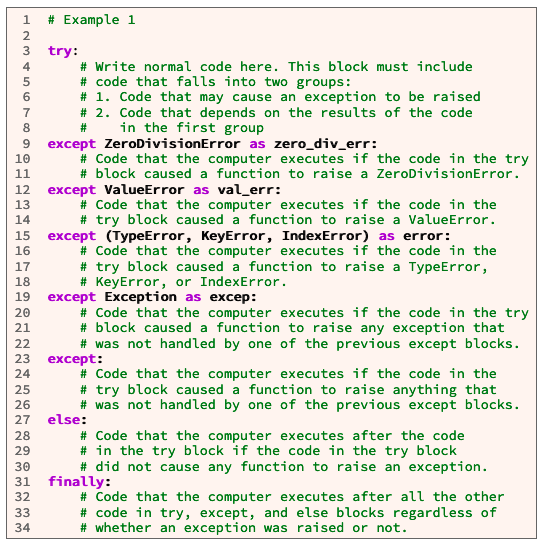 1 # Example 1
2
3 try:
4     # Write normal code here. This block must include
5     # code that falls into two groups:
6     # 1. Code that may cause an exception to be raised
7     # 2. Code that depends on the results of the code
8     #    in the first group
9 except ZeroDivisionError as zero_div_err:
10     # Code that the computer executes if the code in the try
11     # block caused a function to raise a ZeroDivisionError.
12 except ValueError as val_err:
13     # Code that the computer executes if the code in the
14     # try block caused a function to raise a ValueError.
15 except (TypeError, KeyError, IndexError) as error:
16     # Code that the computer executes if the code in the
17     # try block caused a function to raise a TypeError,
18     # KeyError, or IndexError.
19 except Exception as excep:
20     # Code that the computer executes if the code in the try
21     # block caused a function to raise any exception that
22     # was not handled by one of the previous except blocks.
23 except:
24     # Code that the computer executes if the code in the
25     # try block caused a function to raise anything that
26     # was not handled by one of the previous except blocks.
27 else:
28     # Code that the computer executes after the code
29     # in the try block if the code in the try block
30     # did not cause any function to raise an exception.
31 finally:
32     # Code that the computer executes after all the other
33     # code in try, except, and else blocks regardless of
34     # whether an exception was raised or not.